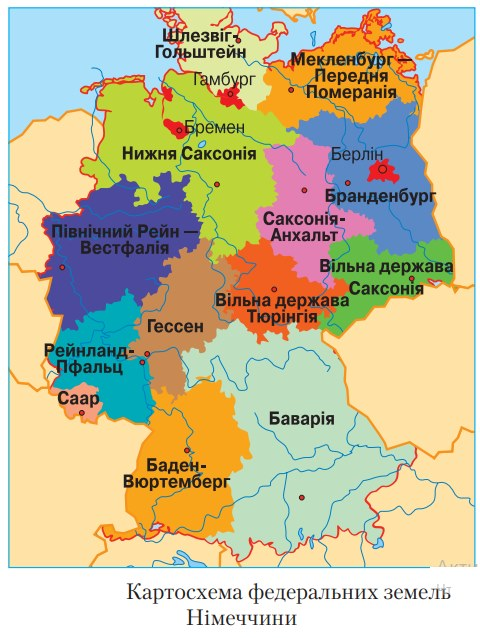 Шлезвіг-
Гольштейн
Мекленбург —
Передня
Померанія
Гамбург
Бремен
Нижня Саксонія
Берлін
Бранденбург
Саксонія-
Анхальт
Північний Рейн —
Вестфалія
Вільна держава
Саксонія
Вільна держава
Тюрінгія
Гессен
Рейнланд-
Пфальц
Саар
Баварія
Баден-
Вюртемберг
Картосхема федеральних земель
Німеччини